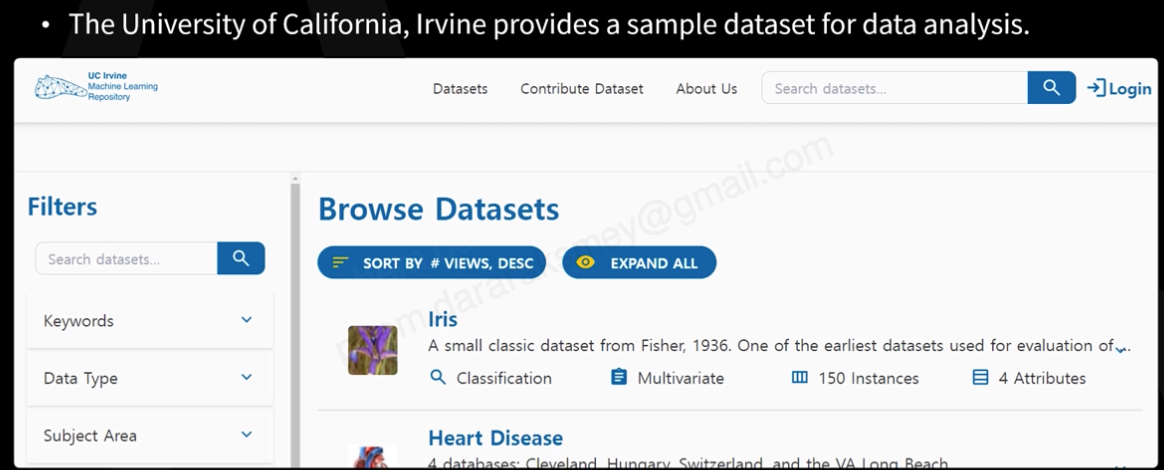 • The University of California, Irvine provides a sample dataset for data analysis.
UC Irvine
Machine Learning
Repository
Datasets
Contribute Dataset
About Us
Search datasets...
Login
Filters
Search datasets...
Keywords
Data Type
Subject Area
Browse Datasets
SORT BY # VIEWS, DESC
EXPAND ALL
Iris
A small classic dataset from Fisher, 1936. One of the earliest datasets used for evaluation of...
Classification
Multivariate
150 Instances
4 Attributes
Heart Disease
4 databases: Cleveland, Hungary, Switzerland, and the VA Long Beach